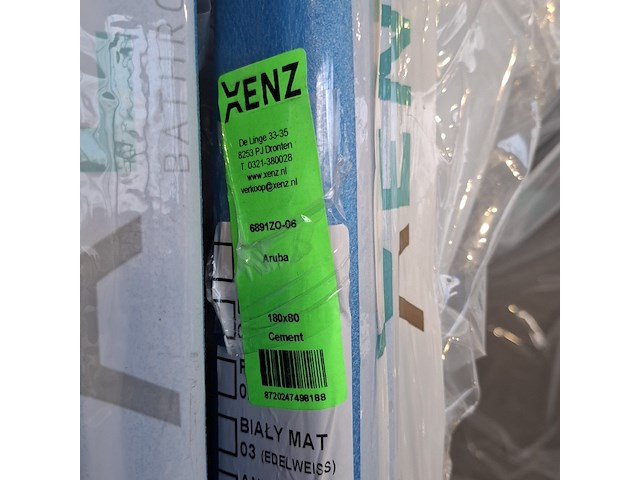 XENZ
De Linge 33-35
8253 PJ Dronten
T. 0321-380028
www.xenz.nl
verkoop@xenz.nl
6891ZO-06
Aruba
180x80
Cement
8720247498188
BIAŁY MAT
03 (EDELWEISS)